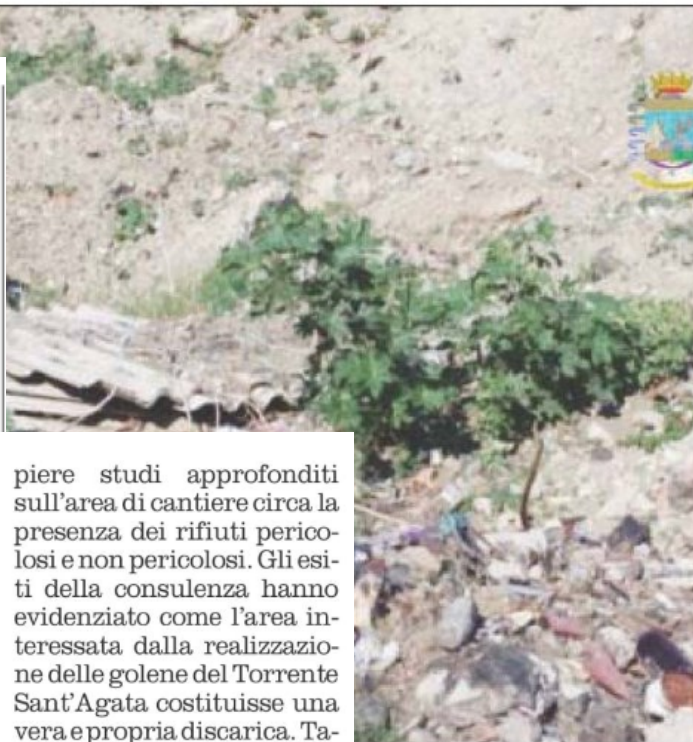 piere studi approfonditi
sull'area di cantiere circa la
presenza dei rifiuti perico-
losi e non pericolosi. Gli esi-
ti della consulenza hanno
evidenziato come l'area in-
teressata dalla realizzazio-
ne delle golene del Torrente
Sant'Agata costituisse una
vera e propria discarica. Ta-